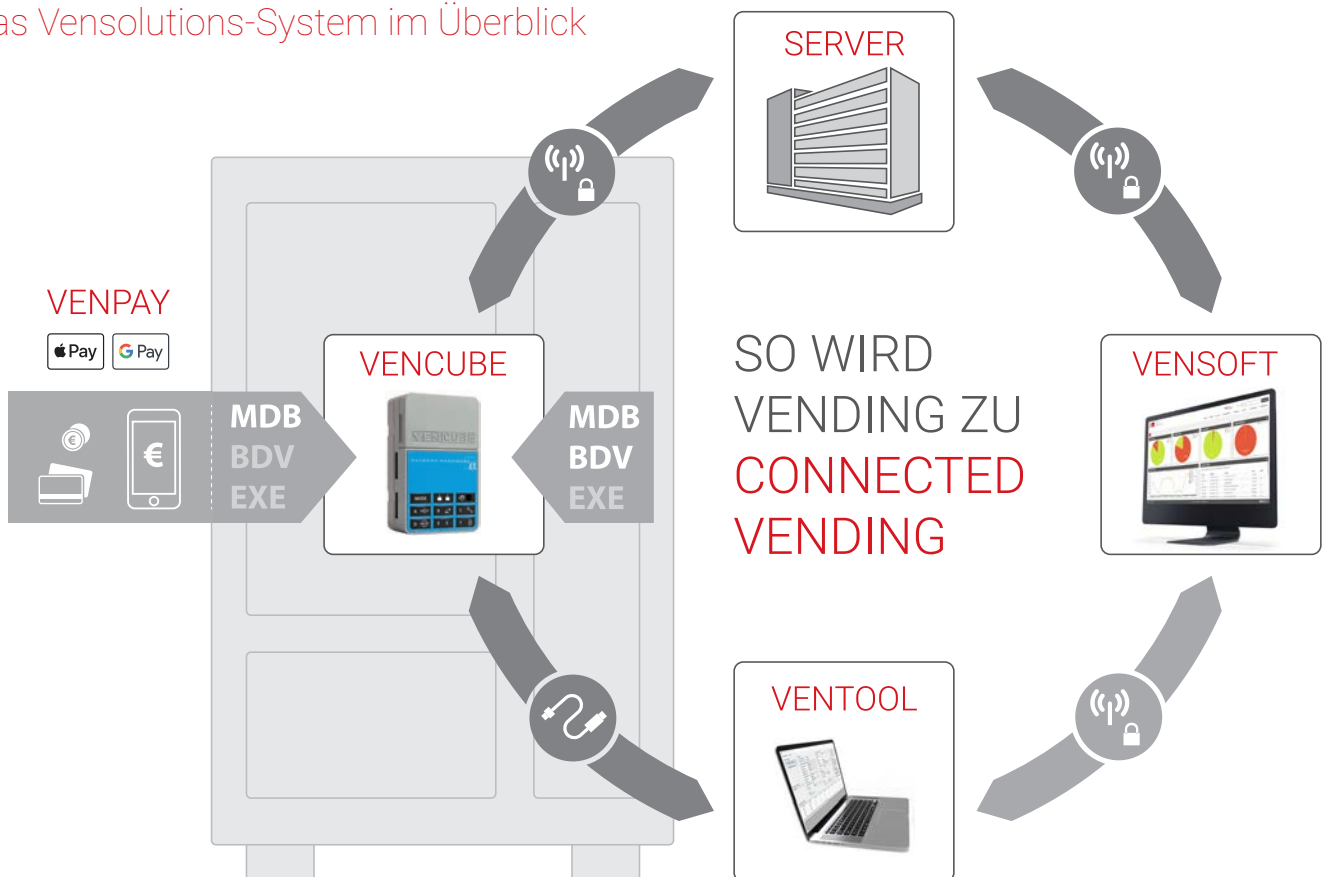 as Vensolutions-System im Überblick
SERVER
VENPAY
Pay
G Pay
MDB
BDV
EXE
€
€
VENCUBE
VENCUBE
MDB
BDV
EXE
SO WIRD
VENDING ZU
CONNECTED
VENDING
VENSOFT
VENTOOL